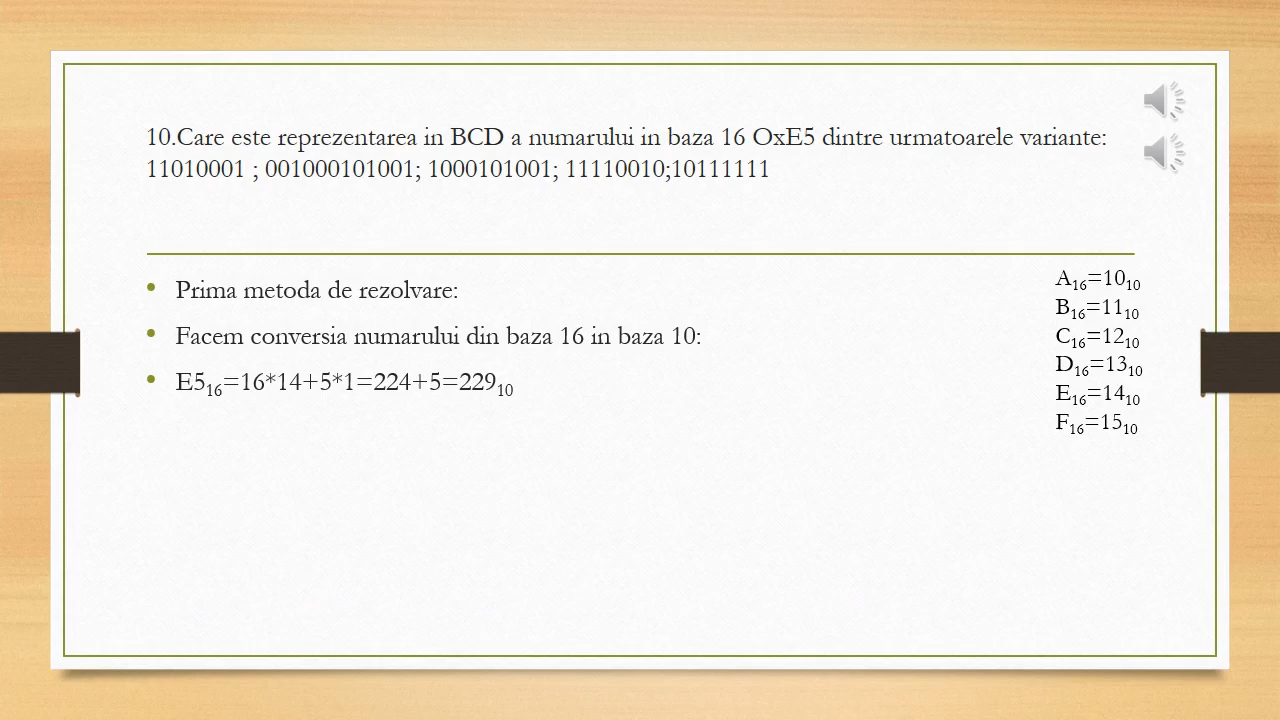 10.Care este reprezentarea in BCD a numarului in baza 16 OxE5 dintre urmatoarele variante:
11010001 ; 001000101001; 1000101001; 11110010;10111111
• Prima metoda de rezolvare:
• Facem conversia numarului din baza 16 in baza 10:
• E5₁₆=16*14+5*1=224+5=229₁₀
A₁₆=10₁₀
B₁₆=11₁₀
C₁₆=12₁₀
D₁₆=13₁₀
E₁₆=14₁₀
F₁₆=15₁₀